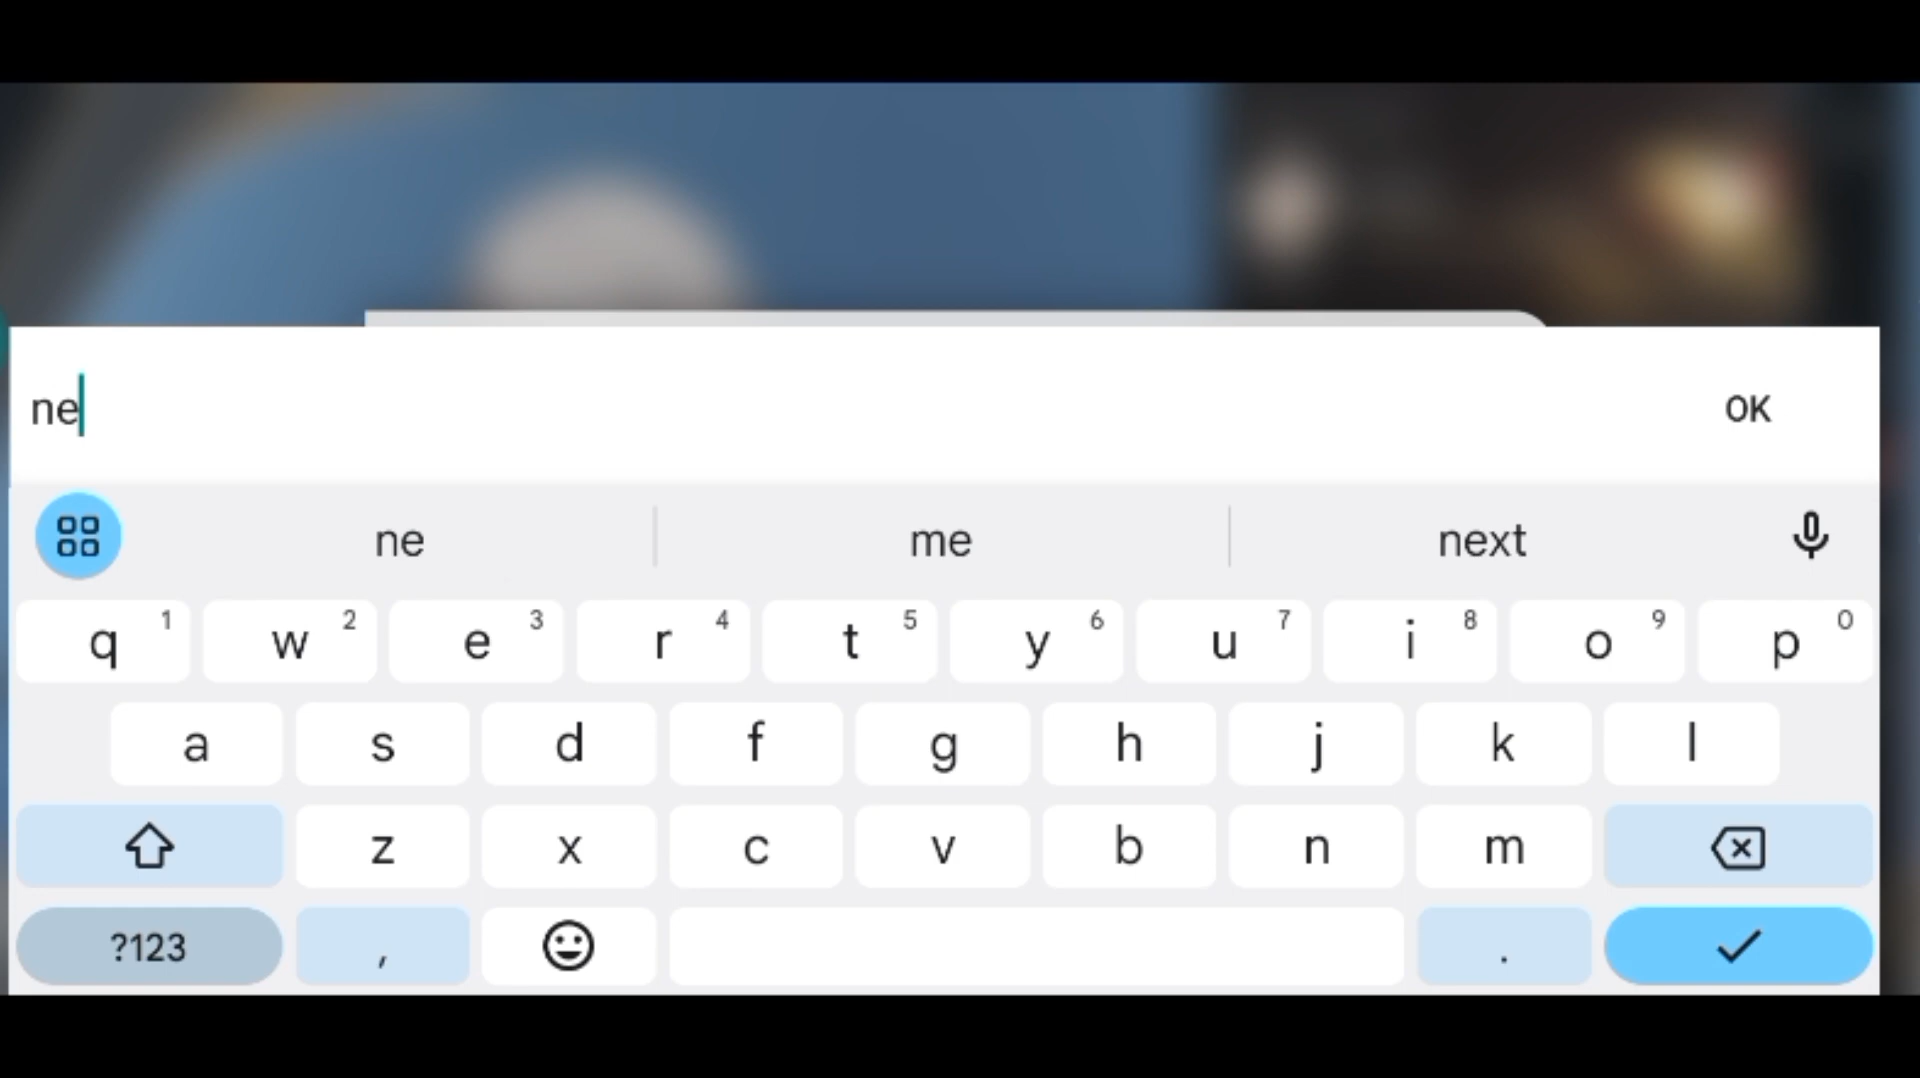 ne
OK
ne me next
q 1 w 2 e 3 r 4 t 5 y 6 u 7 i 8 o 9 p 0
a s d f g h j k l
z x c v b n m
?123 , .